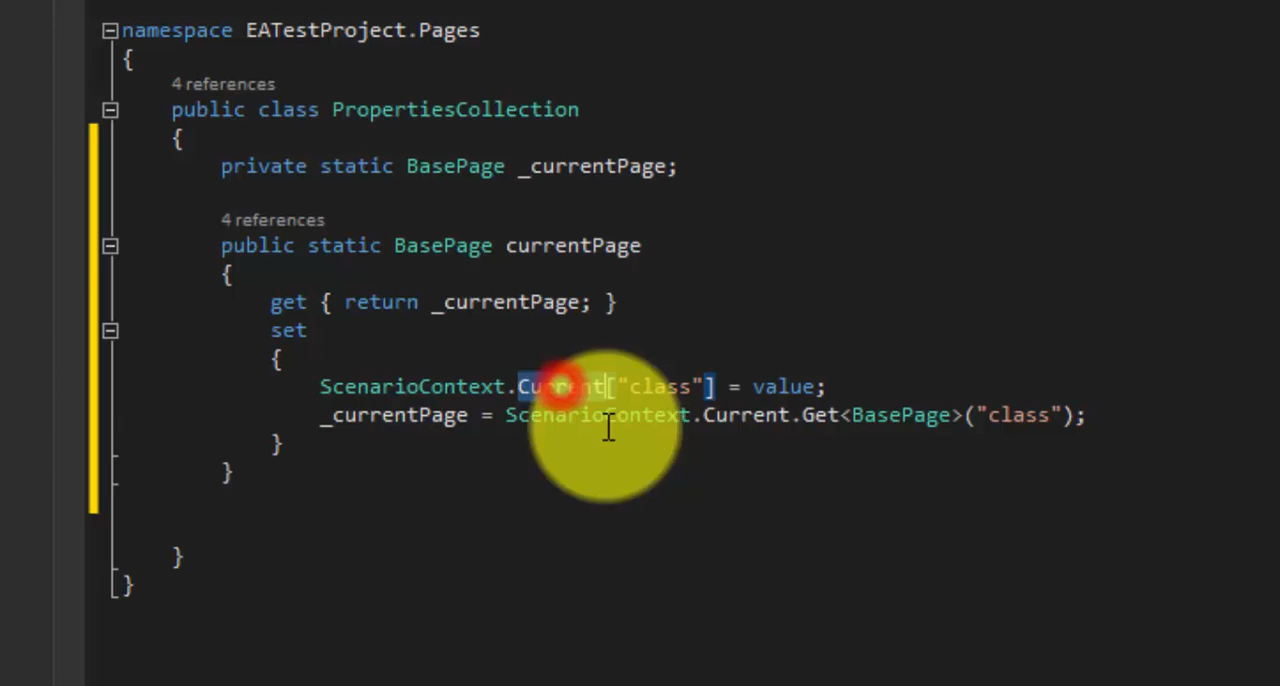 namespace EATestProject.Pages
{
4 references
public class PropertiesCollection
{
private static BasePage _currentPage;
4 references
public static BasePage currentPage
{
get { return _currentPage; }
set
{
ScenarioContext.Current["class"] = value;
_currentPage = ScenarioContext.Current.Get<BasePage>("class");
}
}
}
}